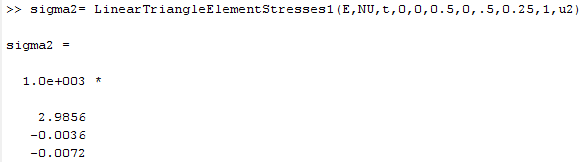 >> sigma2= LinearTriangleElementStresses1(E,NU,t,0,0,0.5,0,.5,0.25,1,u2)
sigma2 =
1.0e+003 *
2.9856
-0.0036
-0.0072